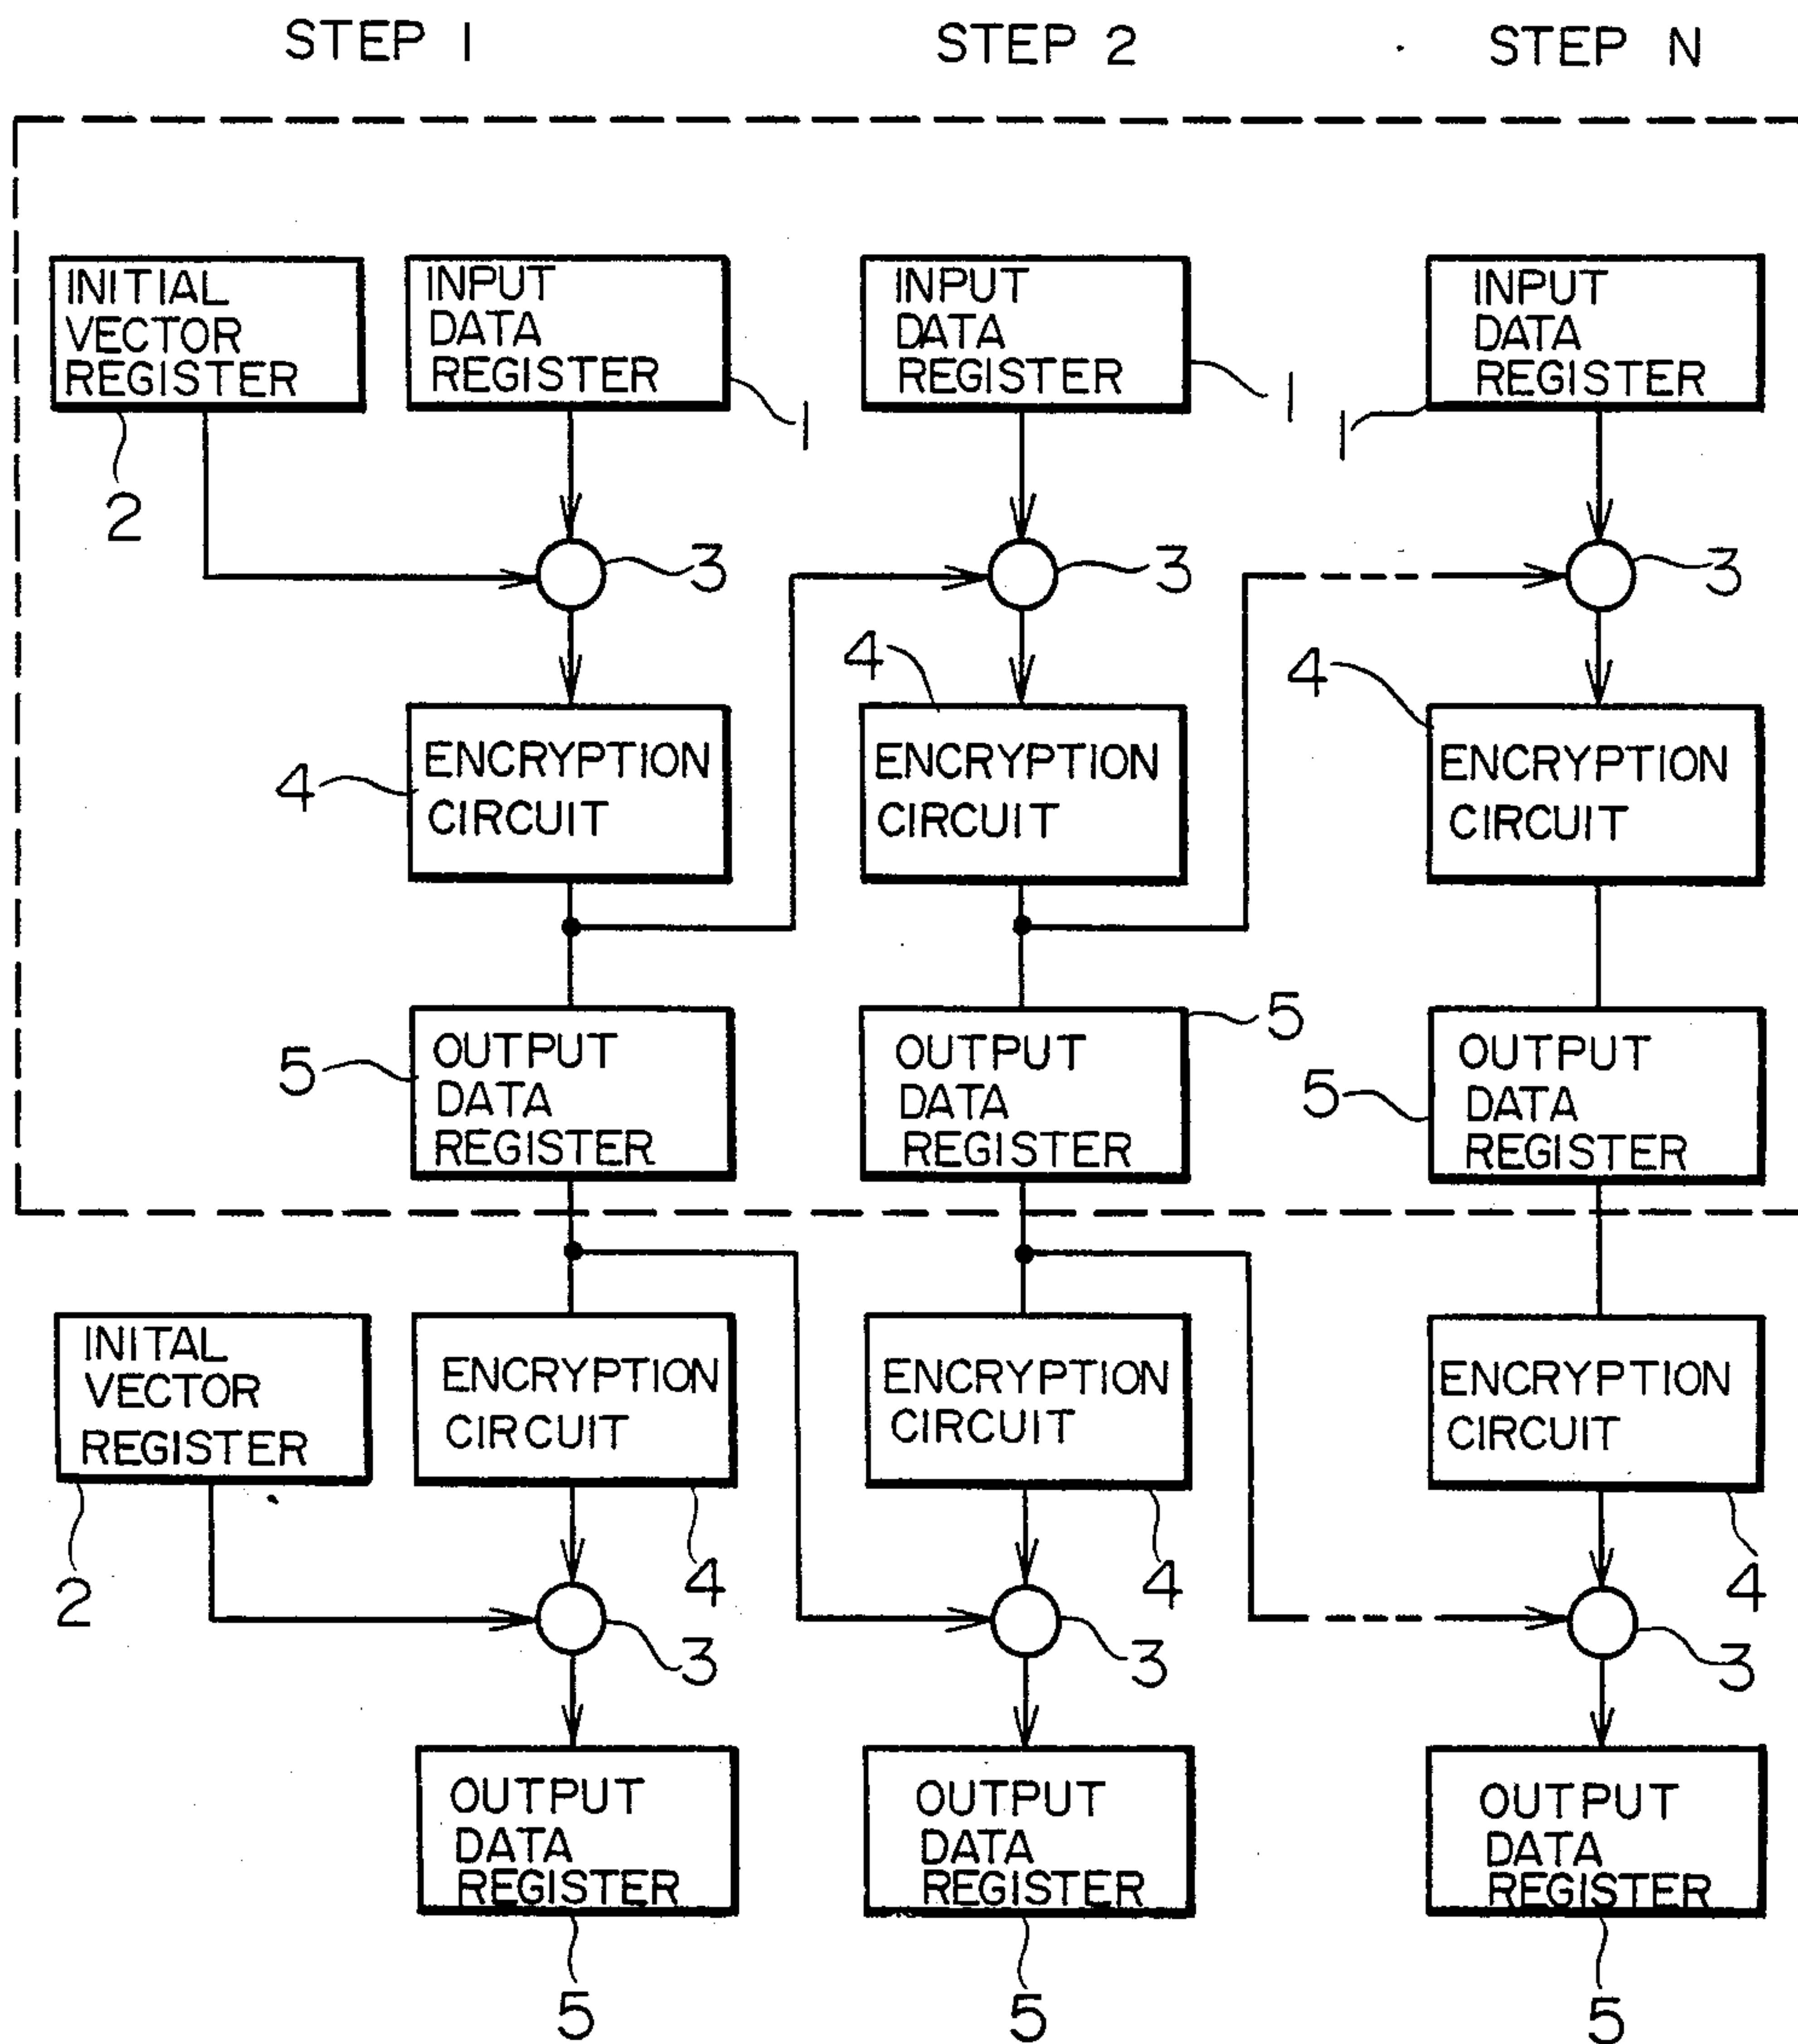 STEP 1 STEP 2 STEP N
INITIAL
VECTOR
REGISTER
INPUT
DATA
REGISTER
INPUT
DATA
REGISTER
INPUT
DATA
REGISTER
1
1
1
2
3
3
3
4
4
4
ENCRYPTION
CIRCUIT
ENCRYPTION
CIRCUIT
ENCRYPTION
CIRCUIT
5
5
5
OUTPUT
DATA
REGISTER
OUTPUT
DATA
REGISTER
OUTPUT
DATA
REGISTER
INITAL
VECTOR
REGISTER
ENCRYPTION
CIRCUIT
ENCRYPTION
CIRCUIT
ENCRYPTION
CIRCUIT
2
4
4
4
3
3
3
OUTPUT
DATA
REGISTER
OUTPUT
DATA
REGISTER
OUTPUT
DATA
REGISTER
5
5
5